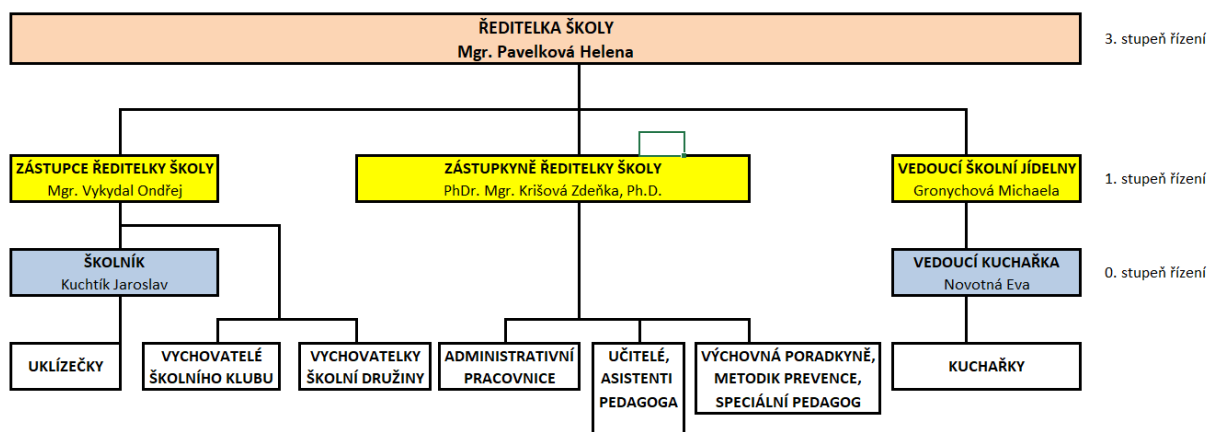 ŘEDITELKA ŠKOLY
Mgr. Pavelková Helena
3. stupeň řízení
ZÁSTUPCE ŘEDITELKY ŠKOLY
Mgr. Vykydal Ondřej
ZÁSTUPKYNĚ ŘEDITELKY ŠKOLY
PhDr. Mgr. Krišová Zdeňka, Ph.D.
VEDOUCÍ ŠKOLNÍ JÍDELNY
Gronychová Michaela
1. stupeň řízení
ŠKOLNÍK
Kuchtík Jaroslav
VEDOUCÍ KUCHAŘKA
Novotná Eva
0. stupeň řízení
UKLÍZEČKY
VYCHOVATELÉ
ŠKOLNÍHO KLUBU
VYCHOVATELKY
ŠKOLNÍ DRUŽINY
ADMINISTRATIVNÍ
PRACOVNICE
UČITELÉ,
ASISTENTI
PEDAGOGA
VÝCHOVNÁ PORADKYNĚ,
METODIK PREVENCE,
SPECIÁLNÍ PEDAGOG
KUCHAŘKY